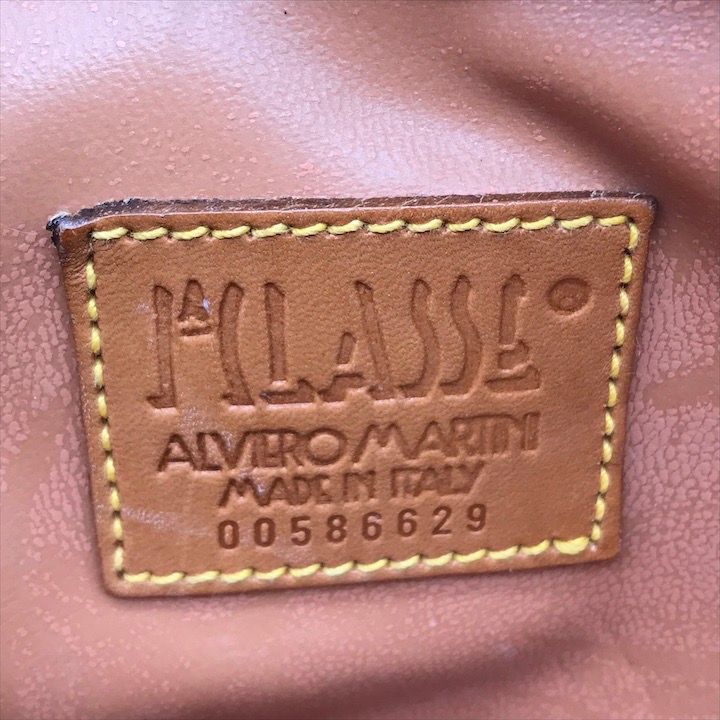 1ᴬCLASSE®
ALVIERO MARTINI
MADE IN ITALY
00586629